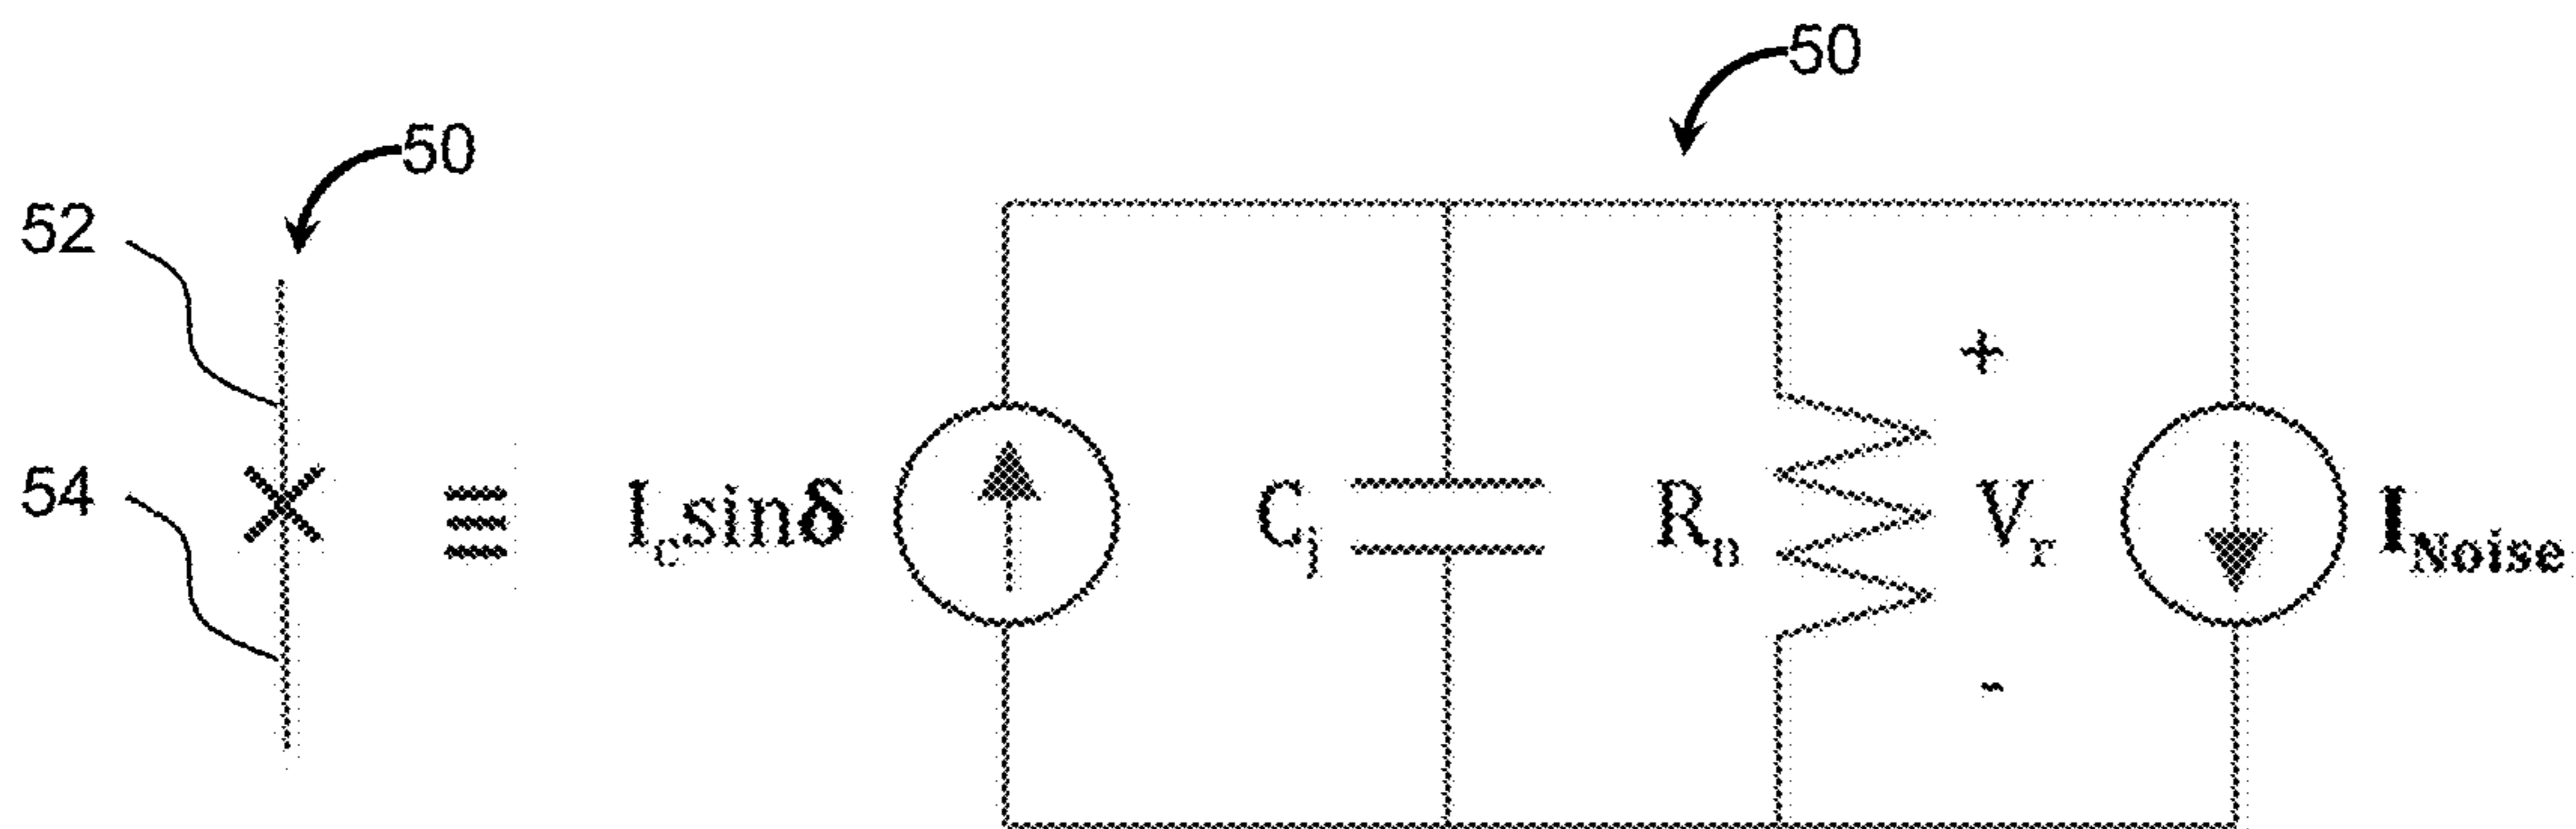 50
50
52
54
≡ I_c sinδ C_j R_n + V_r - I_Noise